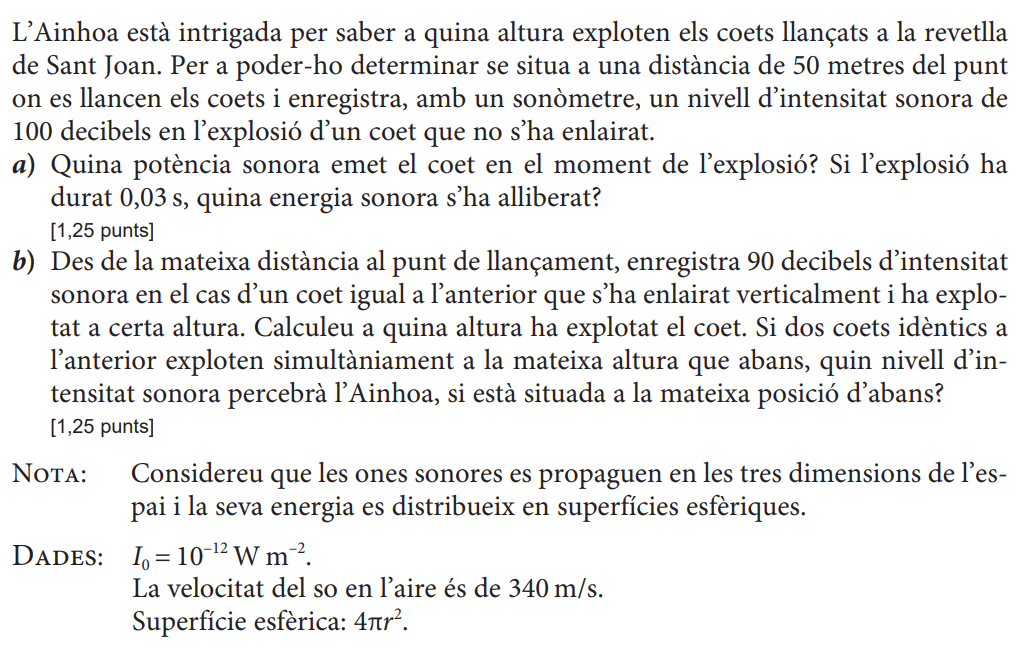 L’Ainhoa està intrigada per saber a quina altura exploten els coets llançats a la revetlla
de Sant Joan. Per a poder-ho determinar se situa a una distància de 50 metres del punt
on es llancen els coets i enregistra, amb un sonòmetre, un nivell d’intensitat sonora de
100 decibels en l’explosió d’un coet que no s’ha enlairat.
a) Quina potència sonora emet el coet en el moment de l’explosió? Si l’explosió ha
durat 0,03 s, quina energia sonora s’ha alliberat?
[1,25 punts]
b) Des de la mateixa distància al punt de llançament, enregistra 90 decibels d’intensitat
sonora en el cas d’un coet igual a l’anterior que s’ha enlairat verticalment i ha explo-
tat a certa altura. Calculeu a quina altura ha explotat el coet. Si dos coets idèntics a
l’anterior exploten simultàniament a la mateixa altura que abans, quin nivell d’in-
tensitat sonora percebrà l’Ainhoa, si està situada a la mateixa posició d’abans?
[1,25 punts]
NOTA: Considereu que les ones sonores es propaguen en les tres dimensions de l’es-
pai i la seva energia es distribueix en superfícies esfèriques.
DADES: I₀ = 10⁻¹² W m⁻².
La velocitat del so en l’aire és de 340 m/s.
Superfície esfèrica: 4πr².